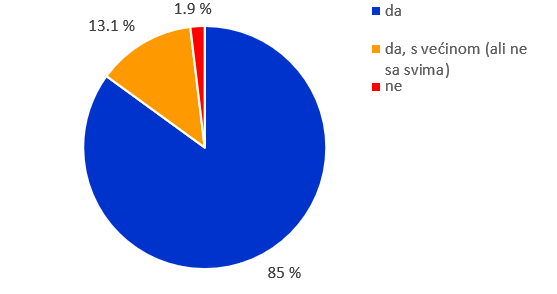 1.9 %
13.1 %
85 %
da
da, s većinom (ali ne
sa svima)
ne